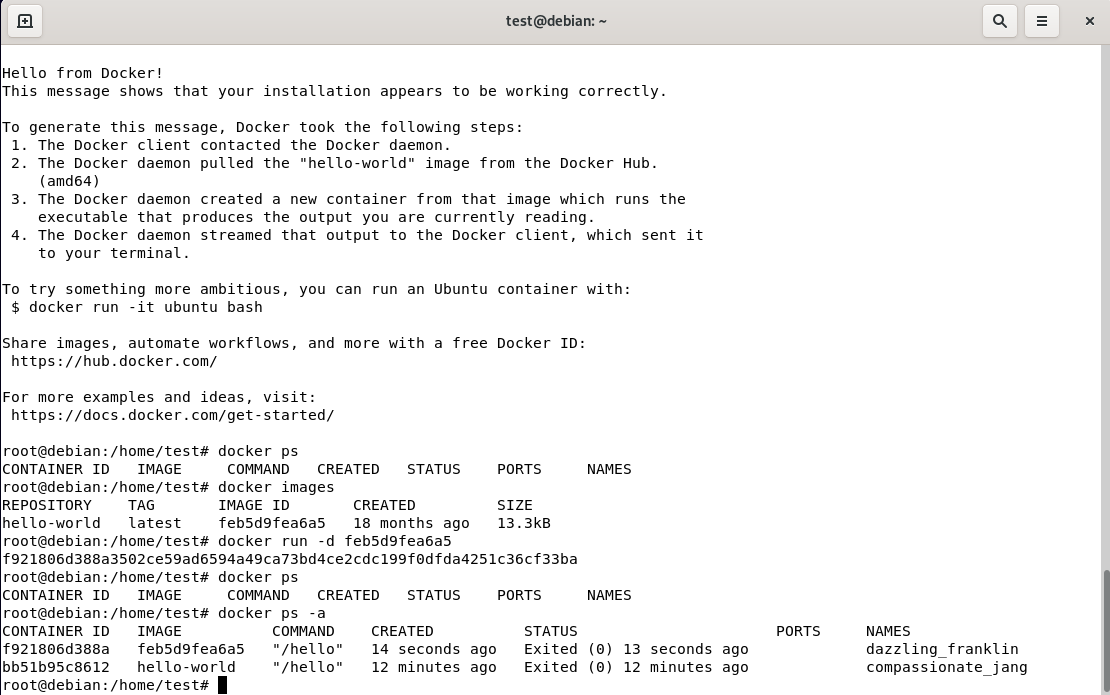 test@debian: ~
Hello from Docker!
This message shows that your installation appears to be working correctly.
To generate this message, Docker took the following steps:
 1. The Docker client contacted the Docker daemon.
 2. The Docker daemon pulled the "hello-world" image from the Docker Hub.
    (amd64)
 3. The Docker daemon created a new container from that image which runs the
    executable that produces the output you are currently reading.
 4. The Docker daemon streamed that output to the Docker client, which sent it
    to your terminal.
To try something more ambitious, you can run an Ubuntu container with:
 $ docker run -it ubuntu bash
Share images, automate workflows, and more with a free Docker ID:
 https://hub.docker.com/
For more examples and ideas, visit:
 https://docs.docker.com/get-started/
root@debian:/home/test# docker ps
CONTAINER ID   IMAGE     COMMAND   CREATED   STATUS    PORTS     NAMES
root@debian:/home/test# docker images
REPOSITORY    TAG       IMAGE ID       CREATED         SIZE
hello-world   latest    feb5d9fea6a5   18 months ago   13.3kB
root@debian:/home/test# docker run -d feb5d9fea6a5
f921806d388a3502ce59ad6594a49ca73bd4ce2cdc199f0dfda4251c36cf33ba
root@debian:/home/test# docker ps
CONTAINER ID   IMAGE     COMMAND   CREATED   STATUS    PORTS     NAMES
root@debian:/home/test# docker ps -a
CONTAINER ID   IMAGE          COMMAND    CREATED          STATUS                      PORTS     NAMES
f921806d388a   feb5d9fea6a5   "/hello"   14 seconds ago   Exited (0) 13 seconds ago             dazzling_franklin
bb51b95c8612   hello-world    "/hello"   12 minutes ago   Exited (0) 12 minutes ago             compassionate_jang
root@debian:/home/test#